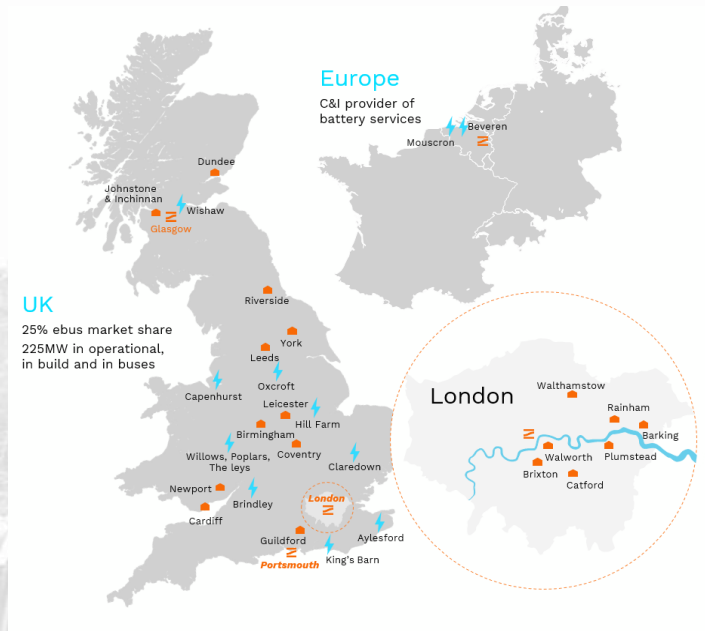 Europe
C&I provider of
battery services
Beveren
Mouscron
Dundee
Johnstone
& Inchinnan
Wishaw
Glasgow
UK
25% ebus market share
225MW in operational,
in build and in buses
Riverside
York
Leeds
Oxcroft
Capenhurst
Leicester
Hill Farm
Birmingham
Coventry
Willows, Poplars,
The leys
Claredown
Newport
Brindley
Cardiff
London
Guildford
Aylesford
King's Barn
Portsmouth
London
Walthamstow
Rainham
Barking
Walworth
Plumstead
Brixton
Catford